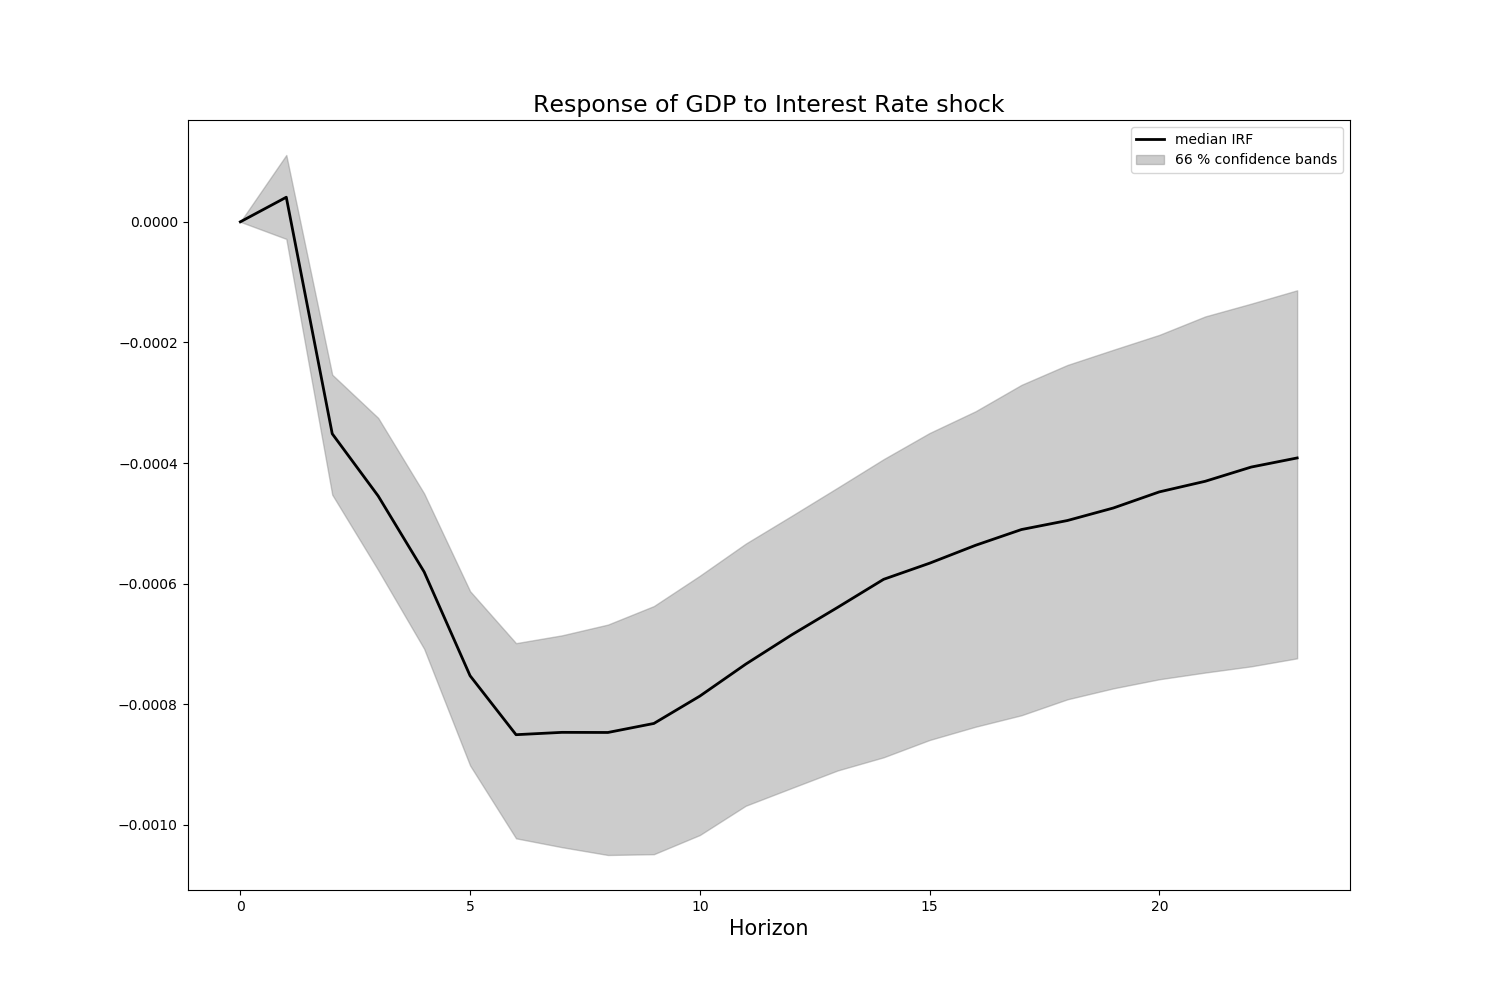 Response of GDP to Interest Rate shock
median IRF
66 % confidence bands
0.0000
−0.0002
−0.0004
−0.0006
−0.0008
−0.0010
0 5 10 15 20
Horizon